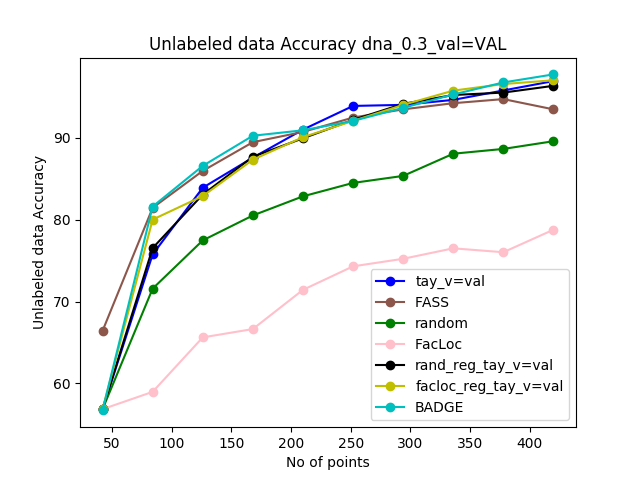 Unlabeled data Accuracy dna_0.3_val=VAL
Unlabeled data Accuracy
90
80
70
60
50
100
150
200
250
300
350
400
No of points
tay_v=val
FASS
random
FacLoc
rand_reg_tay_v=val
facloc_reg_tay_v=val
BADGE